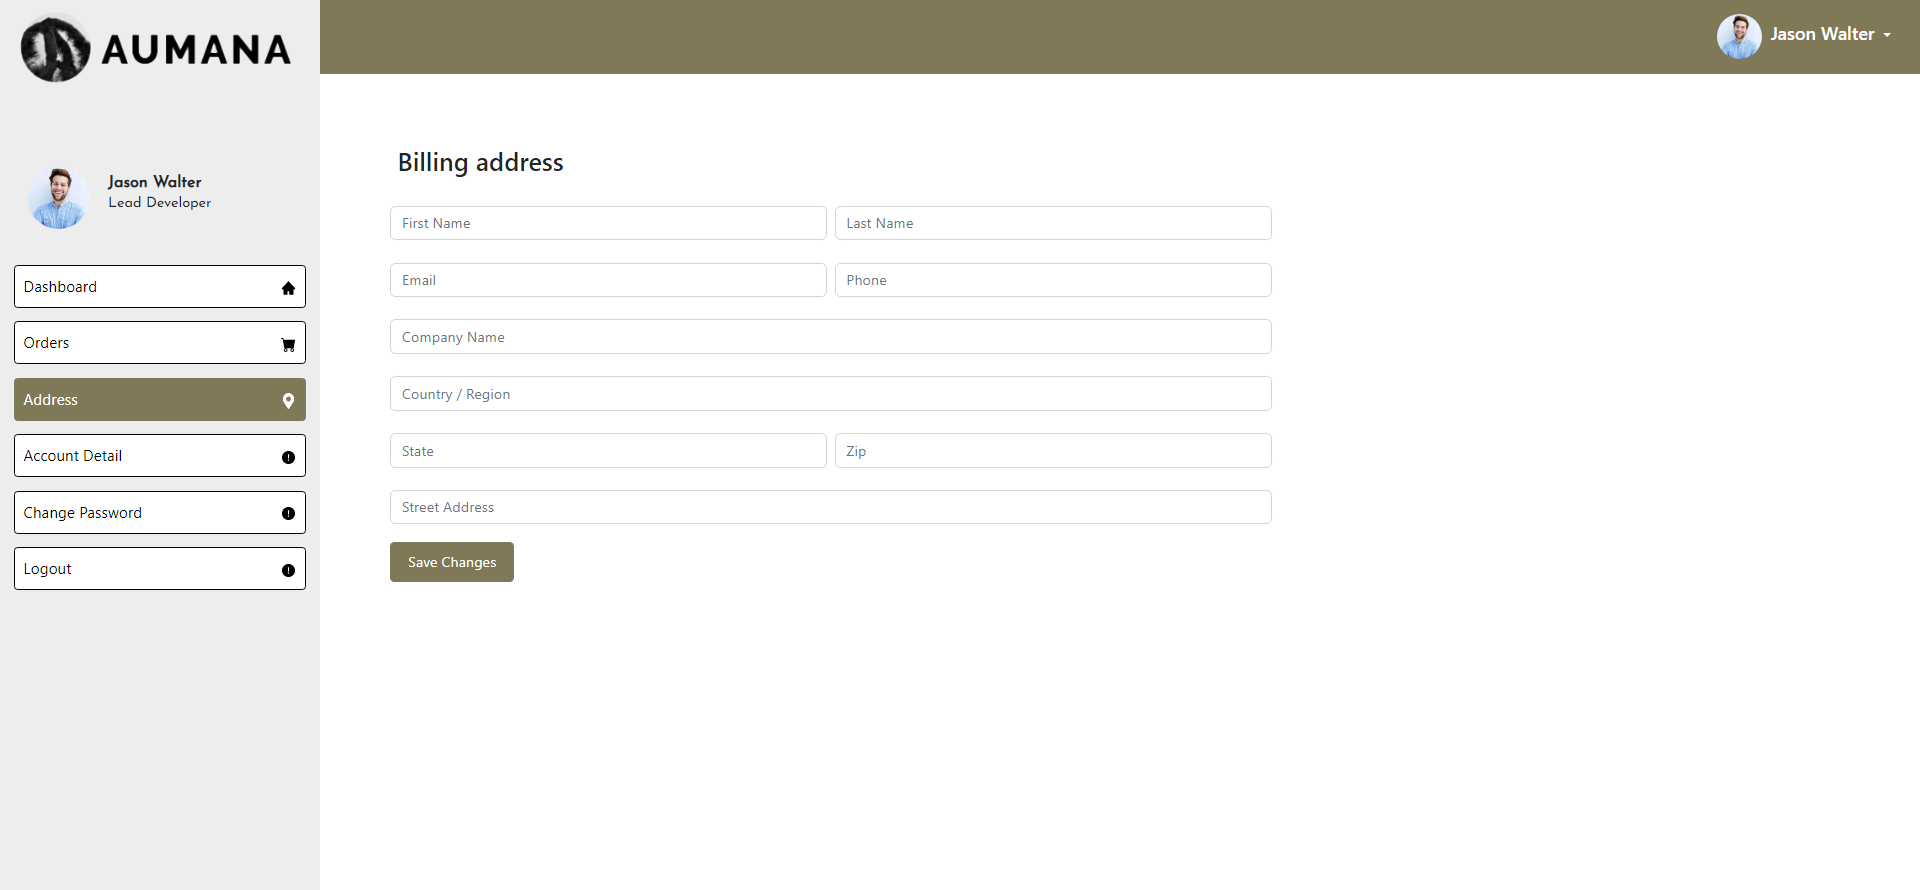 AUMANA
Jason Walter
Jason Walter
Lead Developer
Dashboard
Orders
Address
Account Detail
Change Password
Logout
Billing address
First Name
Last Name
Email
Phone
Company Name
Country / Region
State
Zip
Street Address
Save Changes